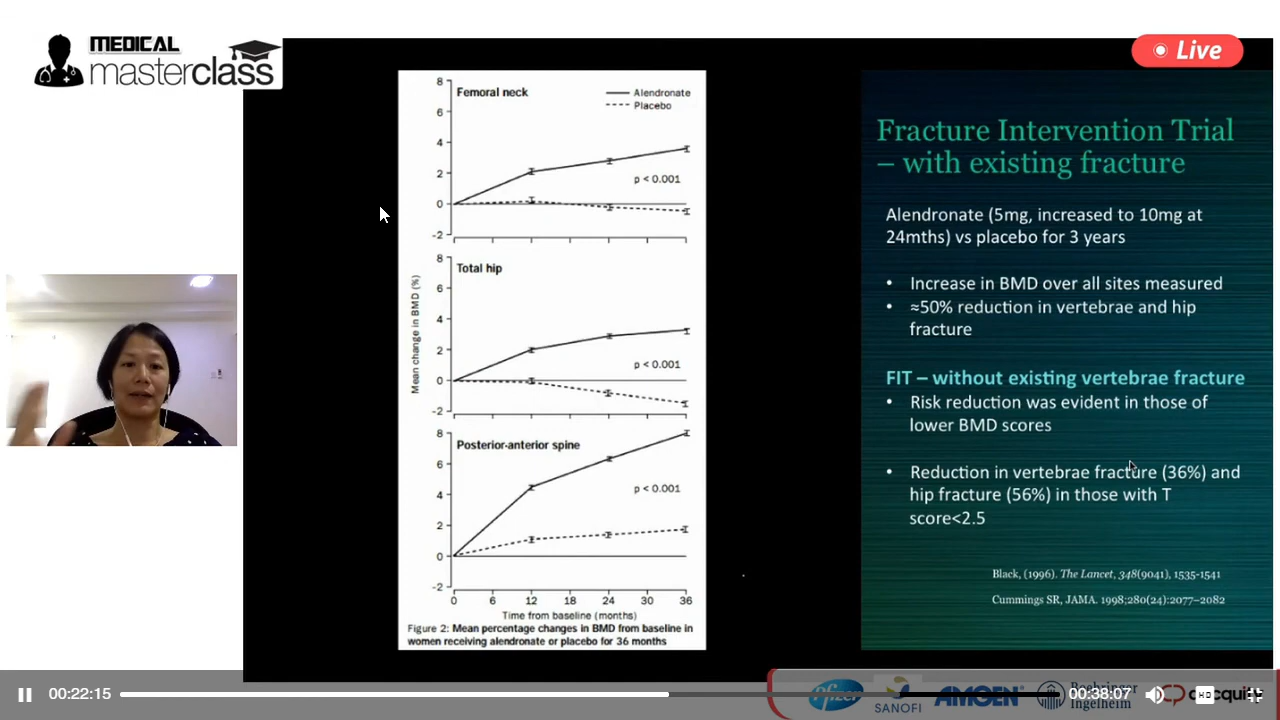 MEDICAL
masterclass
Live
Femoral neck
Alendronate
Placebo
8
6
4
2
0
-2
p < 0.001
Total hip
8
6
4
2
0
-2
p < 0.001
Mean change in BMD (%)
Posterior-anterior spine
8
6
4
2
0
-2
p < 0.001
0 6 12 18 24 30 36
Time from baseline (months)
Figure 2: Mean percentage changes in BMD from baseline in
women receiving alendronate or placebo for 36 months
Fracture Intervention Trial
– with existing fracture
Alendronate (5mg, increased to 10mg at
24mths) vs placebo for 3 years
• Increase in BMD over all sites measured
• ≈50% reduction in vertebrae and hip
fracture
FIT – without existing vertebrae fracture
• Risk reduction was evident in those of
lower BMD scores
• Reduction in vertebrae fracture (36%) and
hip fracture (56%) in those with T
score<2.5
Black, (1996). The Lancet, 348(9041), 1535-1541
Cummings SR, JAMA. 1998;280(24):2077–2082
00:22:15
Pfizer
SANOFI
AMGEN
Boehringer
Ingelheim
00:38:07
HD